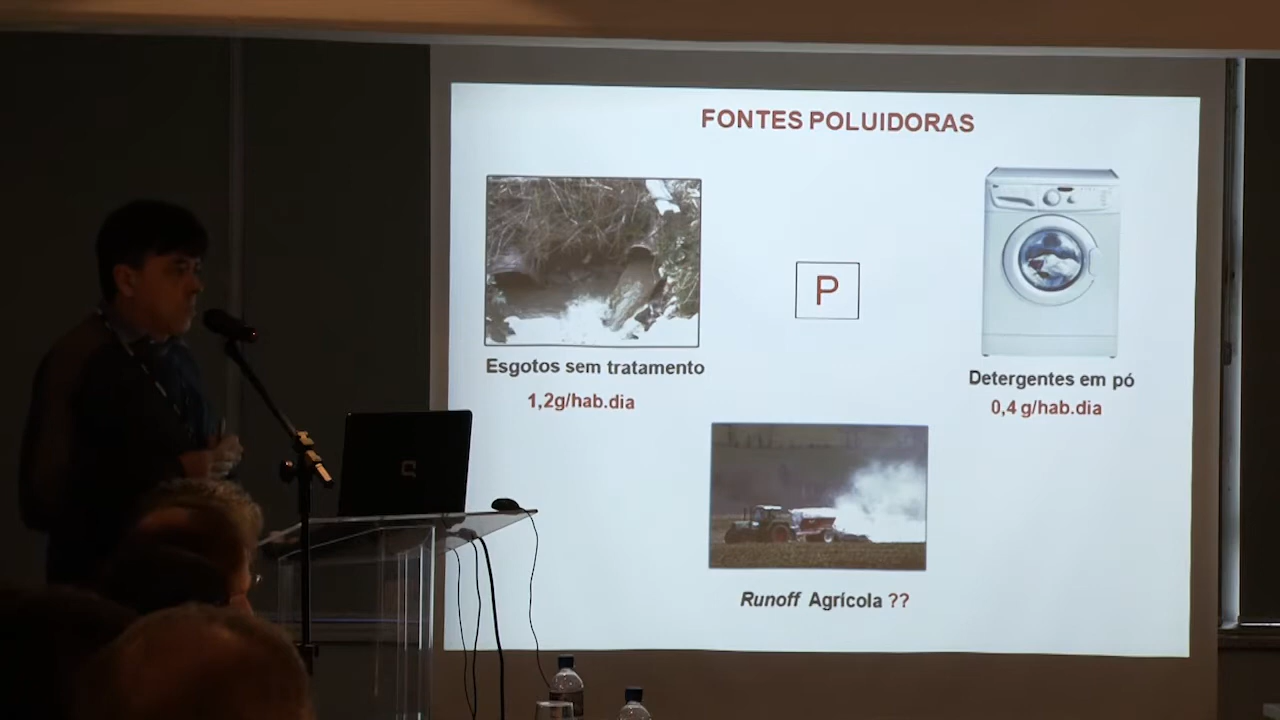 FONTES POLUIDORAS
P
Esgotos sem tratamento
1,2g/hab.dia
Detergentes em pó
0,4 g/hab.dia
Runoff Agrícola ??